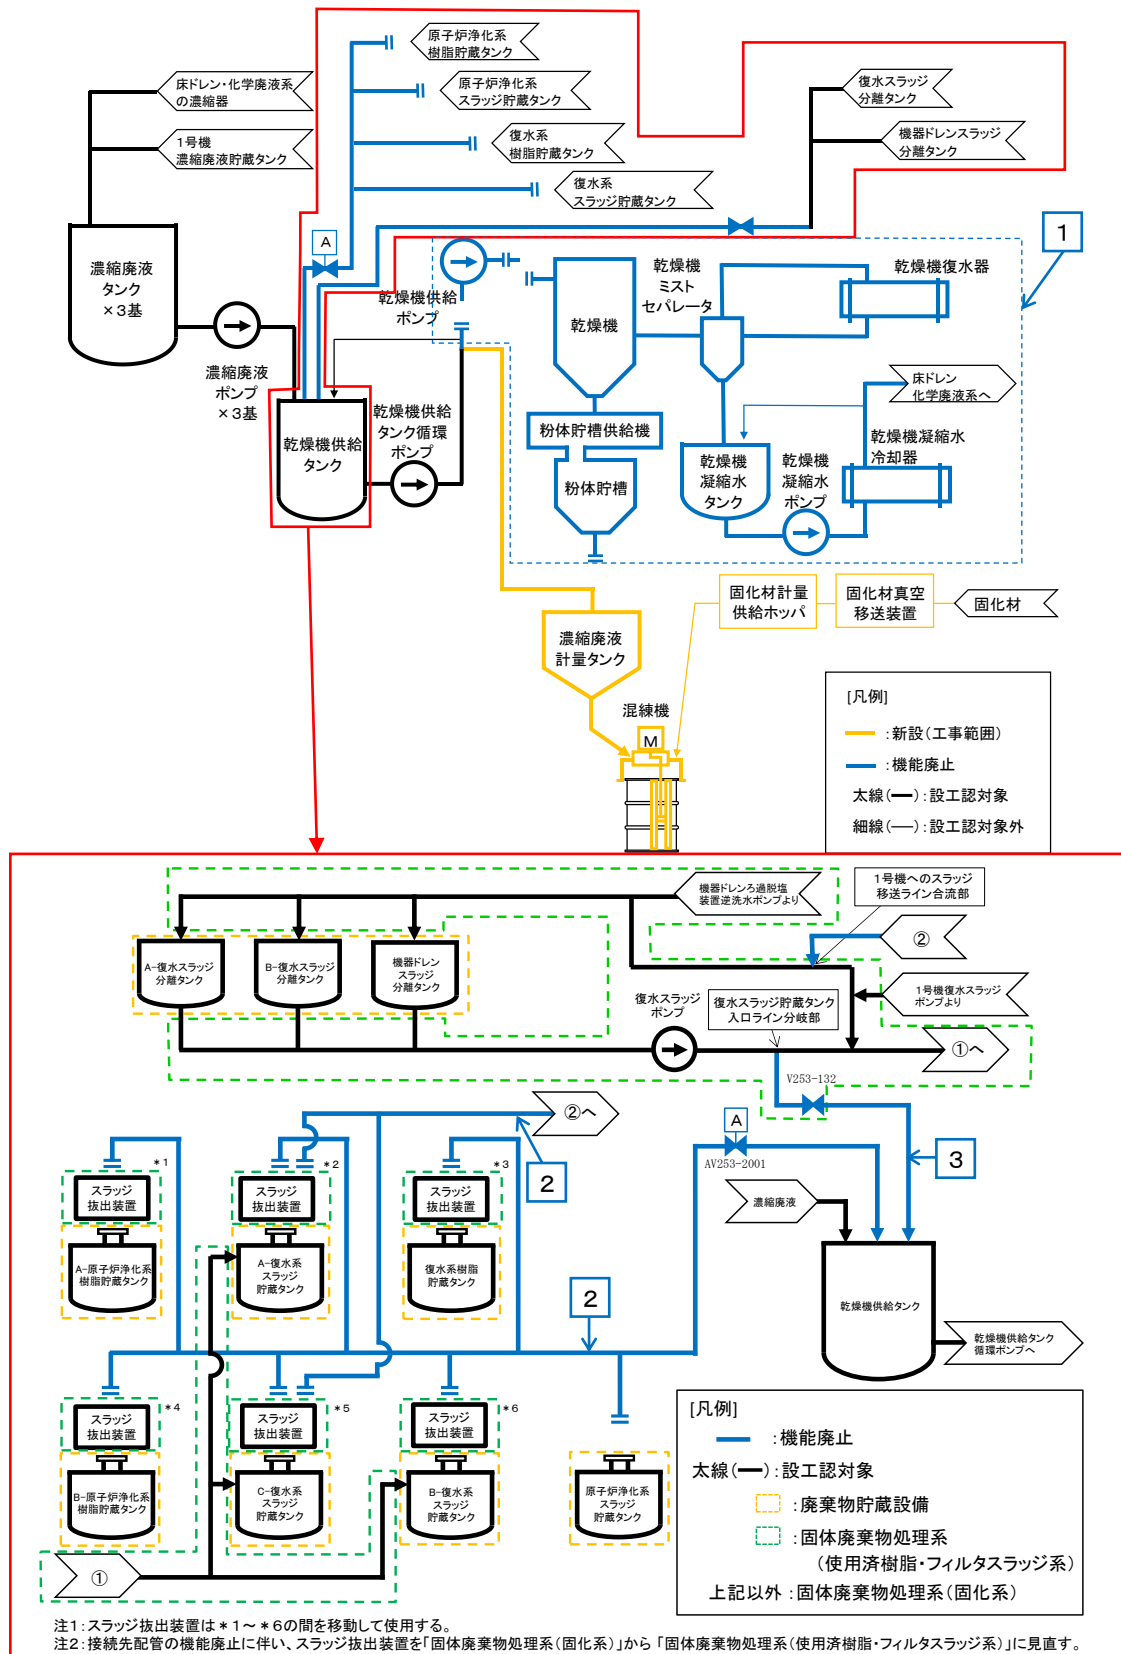 原子炉浄化系
樹脂貯蔵タンク
床ドレン・化学廃液系
の濃縮器
原子炉浄化系
スラッジ貯蔵タンク
復水スラッジ
分離タンク
1号機
濃縮廃液貯蔵タンク
復水系
樹脂貯蔵タンク
機器ドレンスラッジ
分離タンク
復水系
スラッジ貯蔵タンク
A
1
濃縮廃液
タンク
×3基
乾燥機供給
ポンプ
乾燥機
乾燥機
ミスト
セパレータ
乾燥機復水器
濃縮廃液
ポンプ
×3基
乾燥機供給
タンク循環
ポンプ
床ドレン
化学廃液系へ
乾燥機供給
タンク
粉体貯槽供給機
粉体貯槽
乾燥機
凝縮水
タンク
乾燥機
凝縮水
ポンプ
乾燥機凝縮水
冷却器
固化材計量
供給ホッパ
固化材真空
移送装置
固化材
濃縮廃液
計量タンク
混練機
M
[凡例]
:新設(工事範囲)
:機能廃止
太線(━):設工認対象
細線(─):設工認対象外
機器ドレンろ過脱塩
装置逆洗水ポンプより
1号機へのスラッジ
移送ライン合流部
②
A-復水スラッジ
分離タンク
B-復水スラッジ
分離タンク
機器ドレン
スラッジ
分離タンク
復水スラッジ
ポンプ
復水スラッジ貯蔵タンク
入口ライン分岐部
1号機復水スラッジ
ポンプより
①へ
V253-132
②へ
A
AV253-2001
2
3
*1
スラッジ
抜出装置
*2
スラッジ
抜出装置
*3
スラッジ
抜出装置
濃縮廃液
A-原子炉浄化系
樹脂貯蔵タンク
A-復水系
スラッジ
貯蔵タンク
復水系樹脂
貯蔵タンク
2
乾燥機供給タンク
乾燥機供給タンク
循環ポンプへ
*4
スラッジ
抜出装置
*5
スラッジ
抜出装置
*6
スラッジ
抜出装置
B-原子炉浄化系
樹脂貯蔵タンク
C-復水系
スラッジ
貯蔵タンク
B-復水系
スラッジ
貯蔵タンク
原子炉浄化系
スラッジ
貯蔵タンク
①
[凡例]
:機能廃止
太線(━):設工認対象
:廃棄物貯蔵設備
:固体廃棄物処理系
(使用済樹脂・フィルタスラッジ系)
上記以外:固体廃棄物処理系(固化系)
注1:スラッジ抜出装置は*1~*6の間を移動して使用する。
注2:接続先配管の機能廃止に伴い、スラッジ抜出装置を「固体廃棄物処理系(固化系)」から「固体廃棄物処理系(使用済樹脂・フィルタスラッジ系)」に見直す。